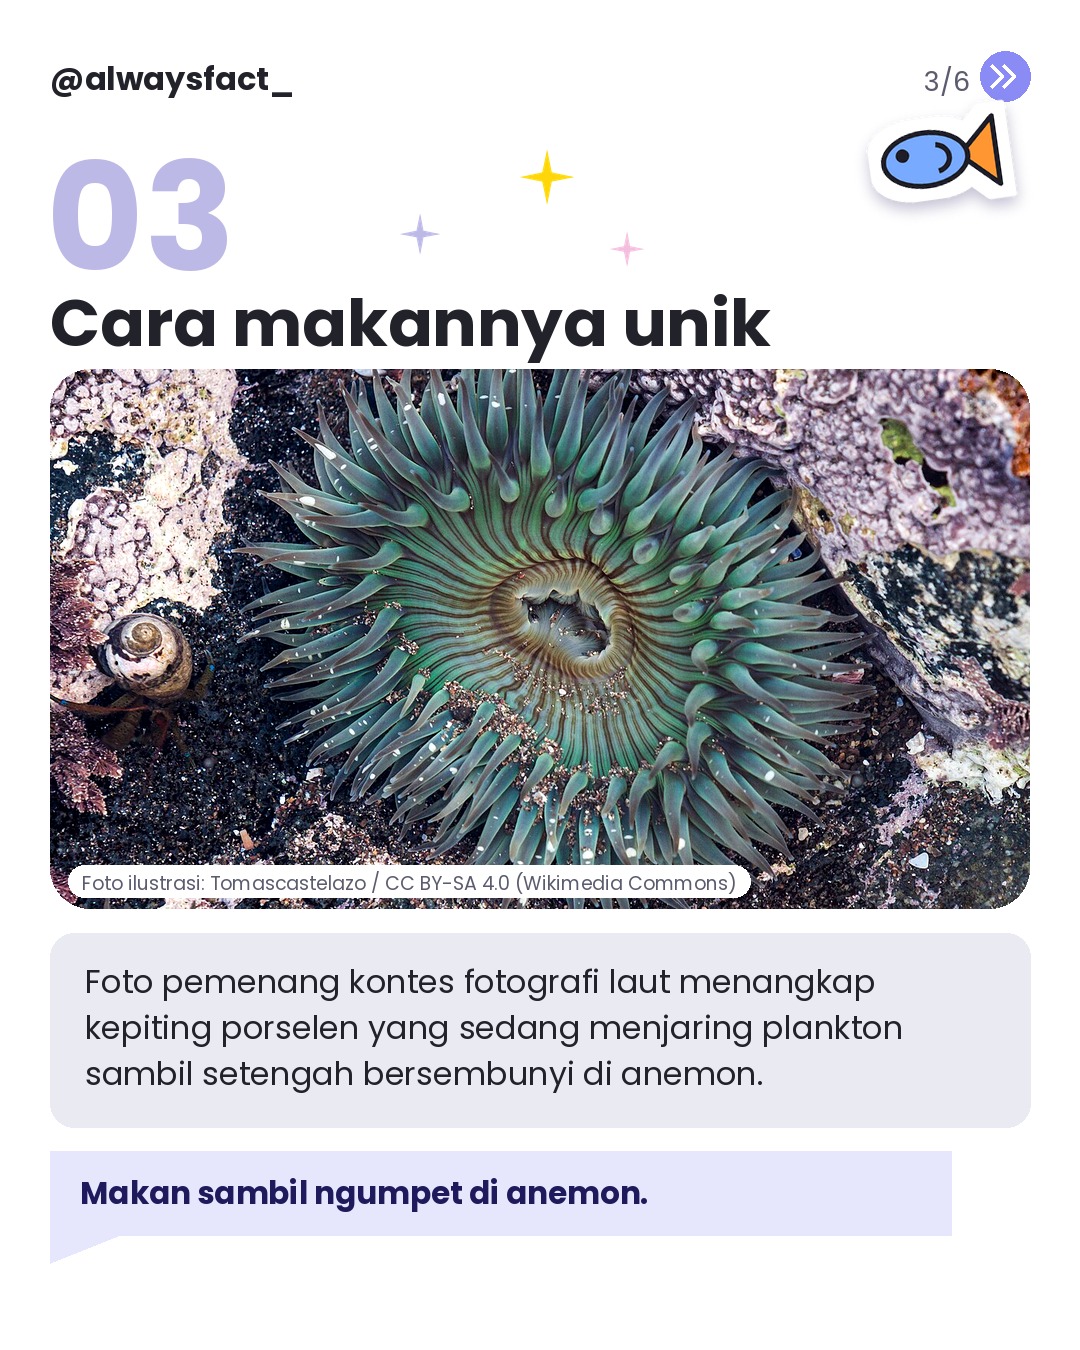 @alwaysfact_
3/6
03
Cara makannya unik
Foto ilustrasi: Tomascastelazo / CC BY-SA 4.0 (Wikimedia Commons)
Foto pemenang kontes fotografi laut menangkap
kepiting porselen yang sedang menjaring plankton
sambil setengah bersembunyi di anemon.
Makan sambil ngumpet di anemon.